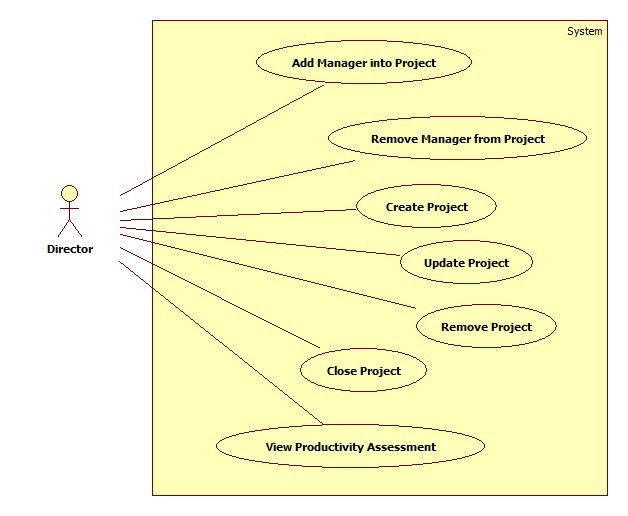 System
Add Manager into Project
Remove Manager from Project
Create Project
Director
Update Project
Remove Project
Close Project
View Productivity Assessment